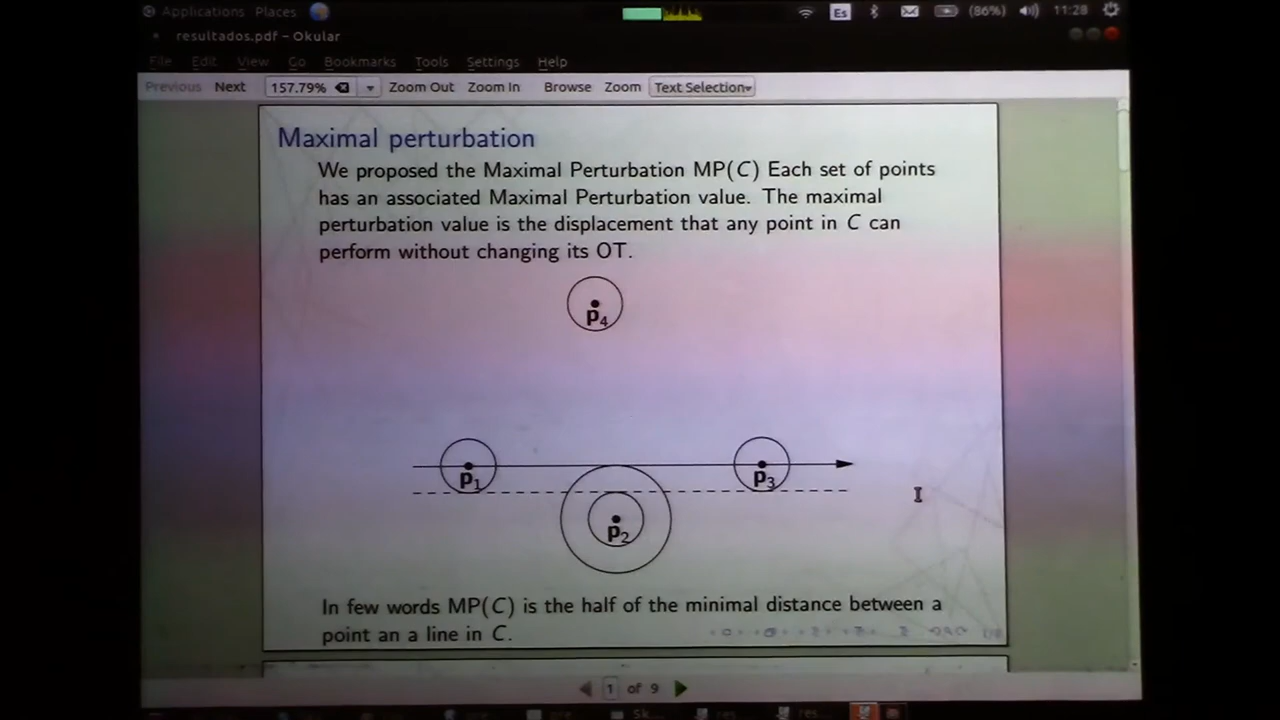 Applications Places Es (86%) 11:28
resultados.pdf – Okular
File Edit View Go Bookmarks Tools Settings Help
Previous Next 157.79% Zoom Out Zoom In Browse Zoom Text Selection
Maximal perturbation
We proposed the Maximal Perturbation MP(C) Each set of points
has an associated Maximal Perturbation value. The maximal
perturbation value is the displacement that any point in C can
perform without changing its OT.
p4
p1 p3
p2
In few words MP(C) is the half of the minimal distance between a
point an a line in C.
1 of 9